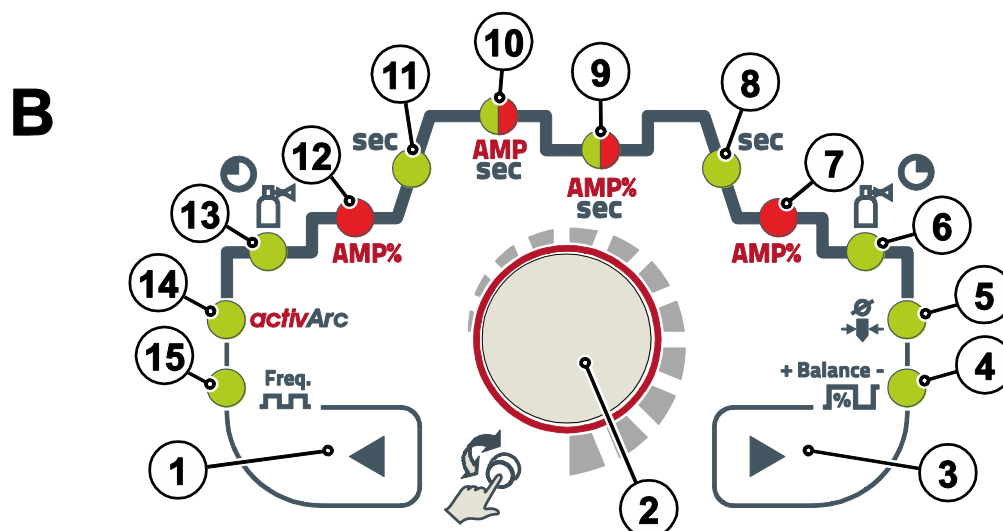 B
10
11
9
8
sec
AMP
sec
sec
12
AMP%
sec
7
13
AMP%
AMP%
6
14
activArc
5
15
Freq.
+ Balance -
%
4
1
2
3